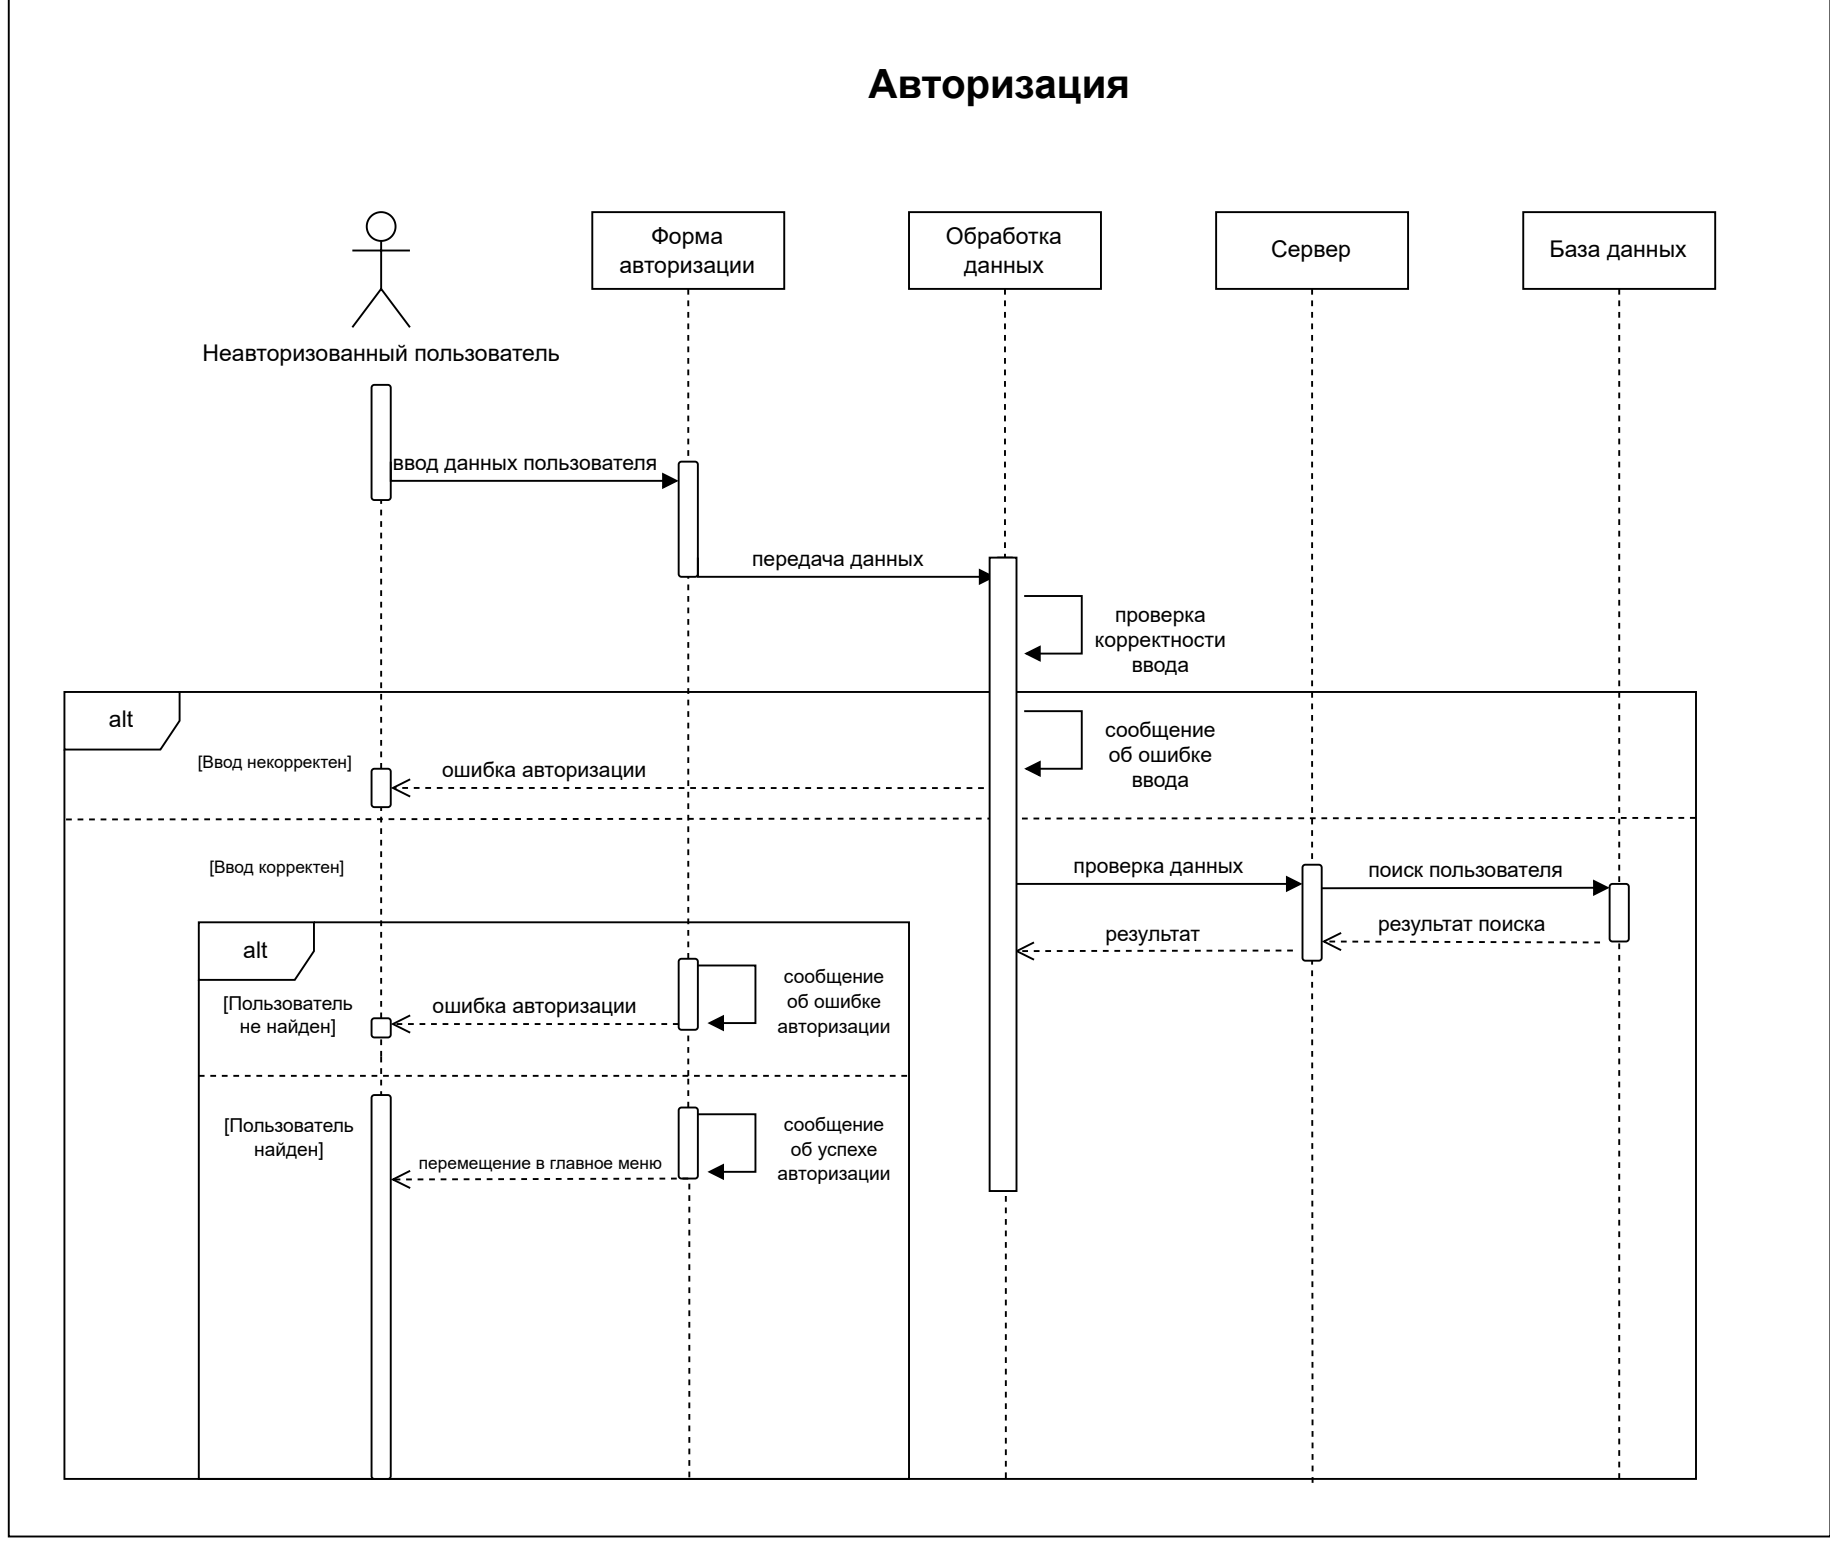 Авторизация
Форма
авторизации
Обработка
данных
Сервер
База данных
Неавторизованный пользователь
ввод данных пользователя
передача данных
проверка
корректности
ввода
alt
сообщение
об ошибке
ввода
[Ввод некорректен]
ошибка авторизации
[Ввод корректен]
проверка данных
поиск пользователя
результат
результат поиска
alt
сообщение
об ошибке
авторизации
[Пользователь
не найден]
ошибка авторизации
[Пользователь
найден]
сообщение
об успехе
авторизации
перемещение в главное меню